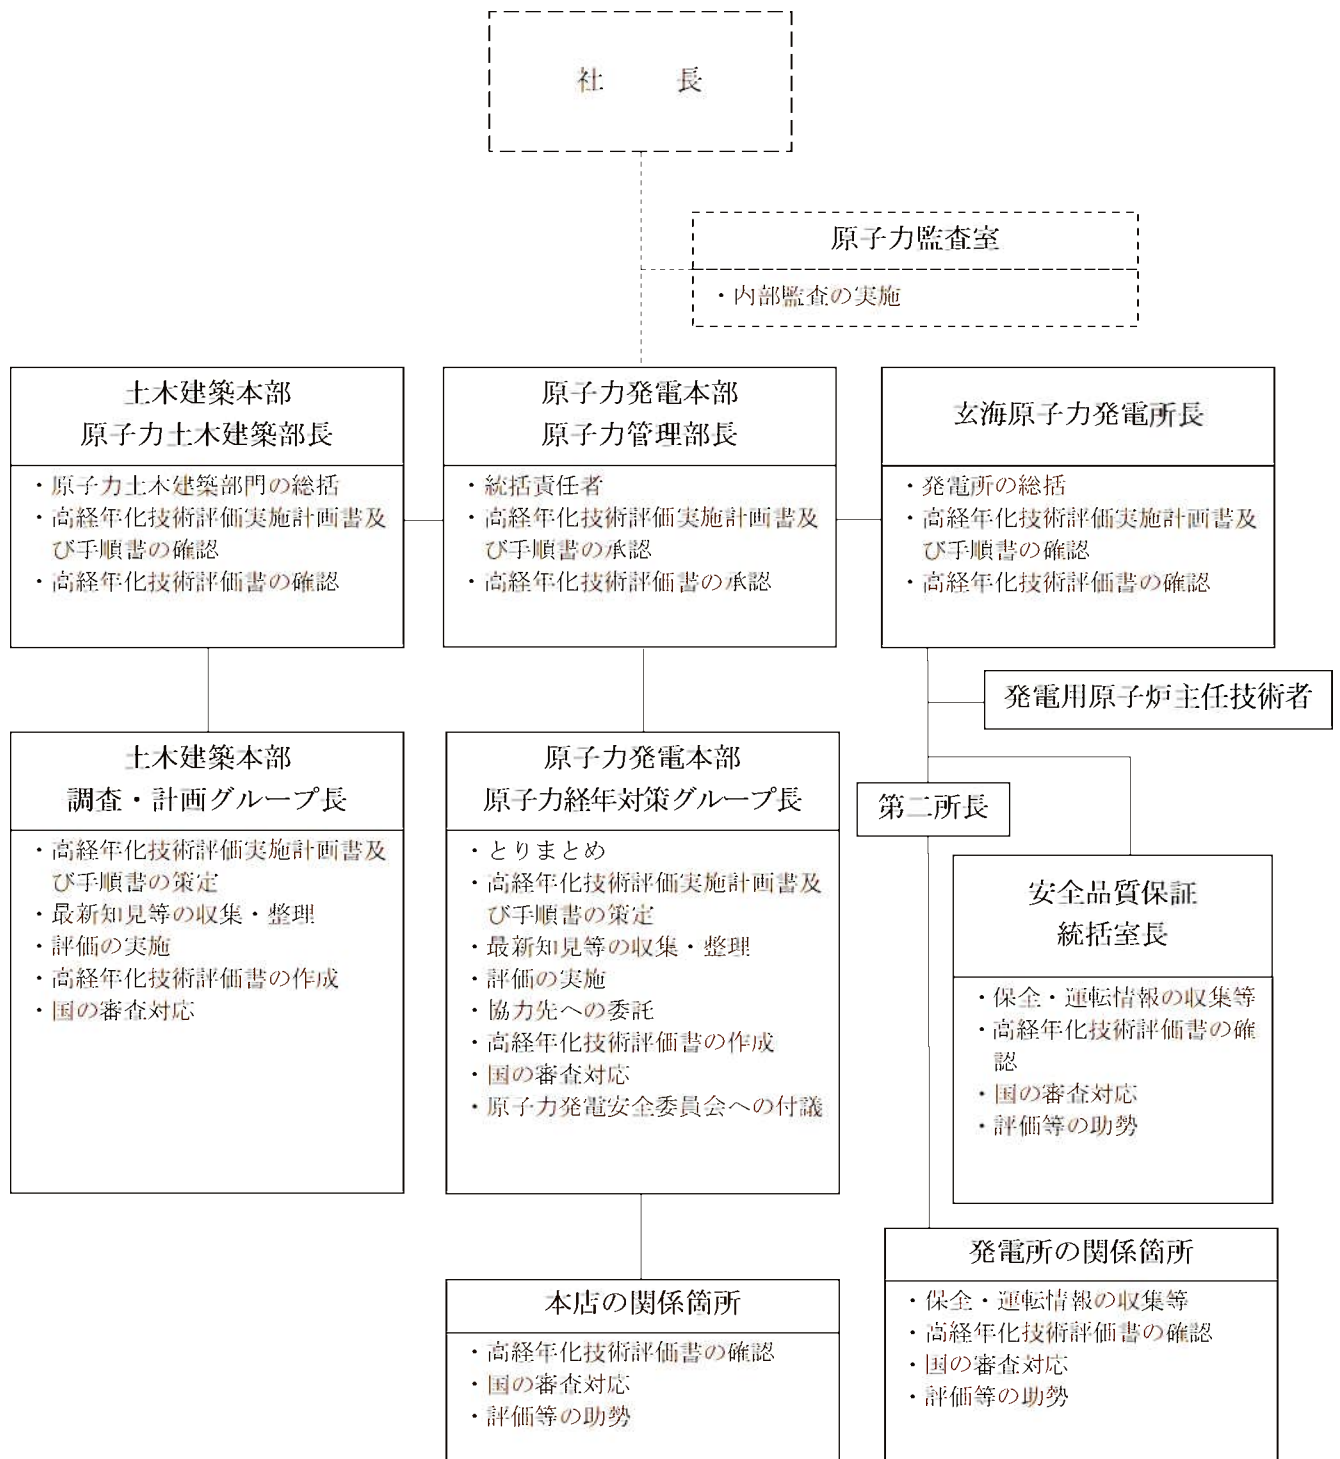 社　長
原子力監査室
・内部監査の実施
土木建築本部
原子力土木建築部長
・原子力土木建築部門の総括
・高経年化技術評価実施計画書及
び手順書の確認
・高経年化技術評価書の確認
原子力発電本部
原子力管理部長
・統括責任者
・高経年化技術評価実施計画書及
び手順書の承認
・高経年化技術評価書の承認
玄海原子力発電所長
・発電所の総括
・高経年化技術評価実施計画書及
び手順書の確認
・高経年化技術評価書の確認
発電用原子炉主任技術者
土木建築本部
調査・計画グループ長
・高経年化技術評価実施計画書及
び手順書の策定
・最新知見等の収集・整理
・評価の実施
・高経年化技術評価書の作成
・国の審査対応
原子力発電本部
原子力経年対策グループ長
・とりまとめ
・高経年化技術評価実施計画書及
び手順書の策定
・最新知見等の収集・整理
・評価の実施
・協力先への委託
・高経年化技術評価書の作成
・国の審査対応
・原子力発電安全委員会への付議
第二所長
安全品質保証
統括室長
・保全・運転情報の収集等
・高経年化技術評価書の確
認
・国の審査対応
・評価等の助勢
本店の関係箇所
・高経年化技術評価書の確認
・国の審査対応
・評価等の助勢
発電所の関係箇所
・保全・運転情報の収集等
・高経年化技術評価書の確認
・国の審査対応
・評価等の助勢